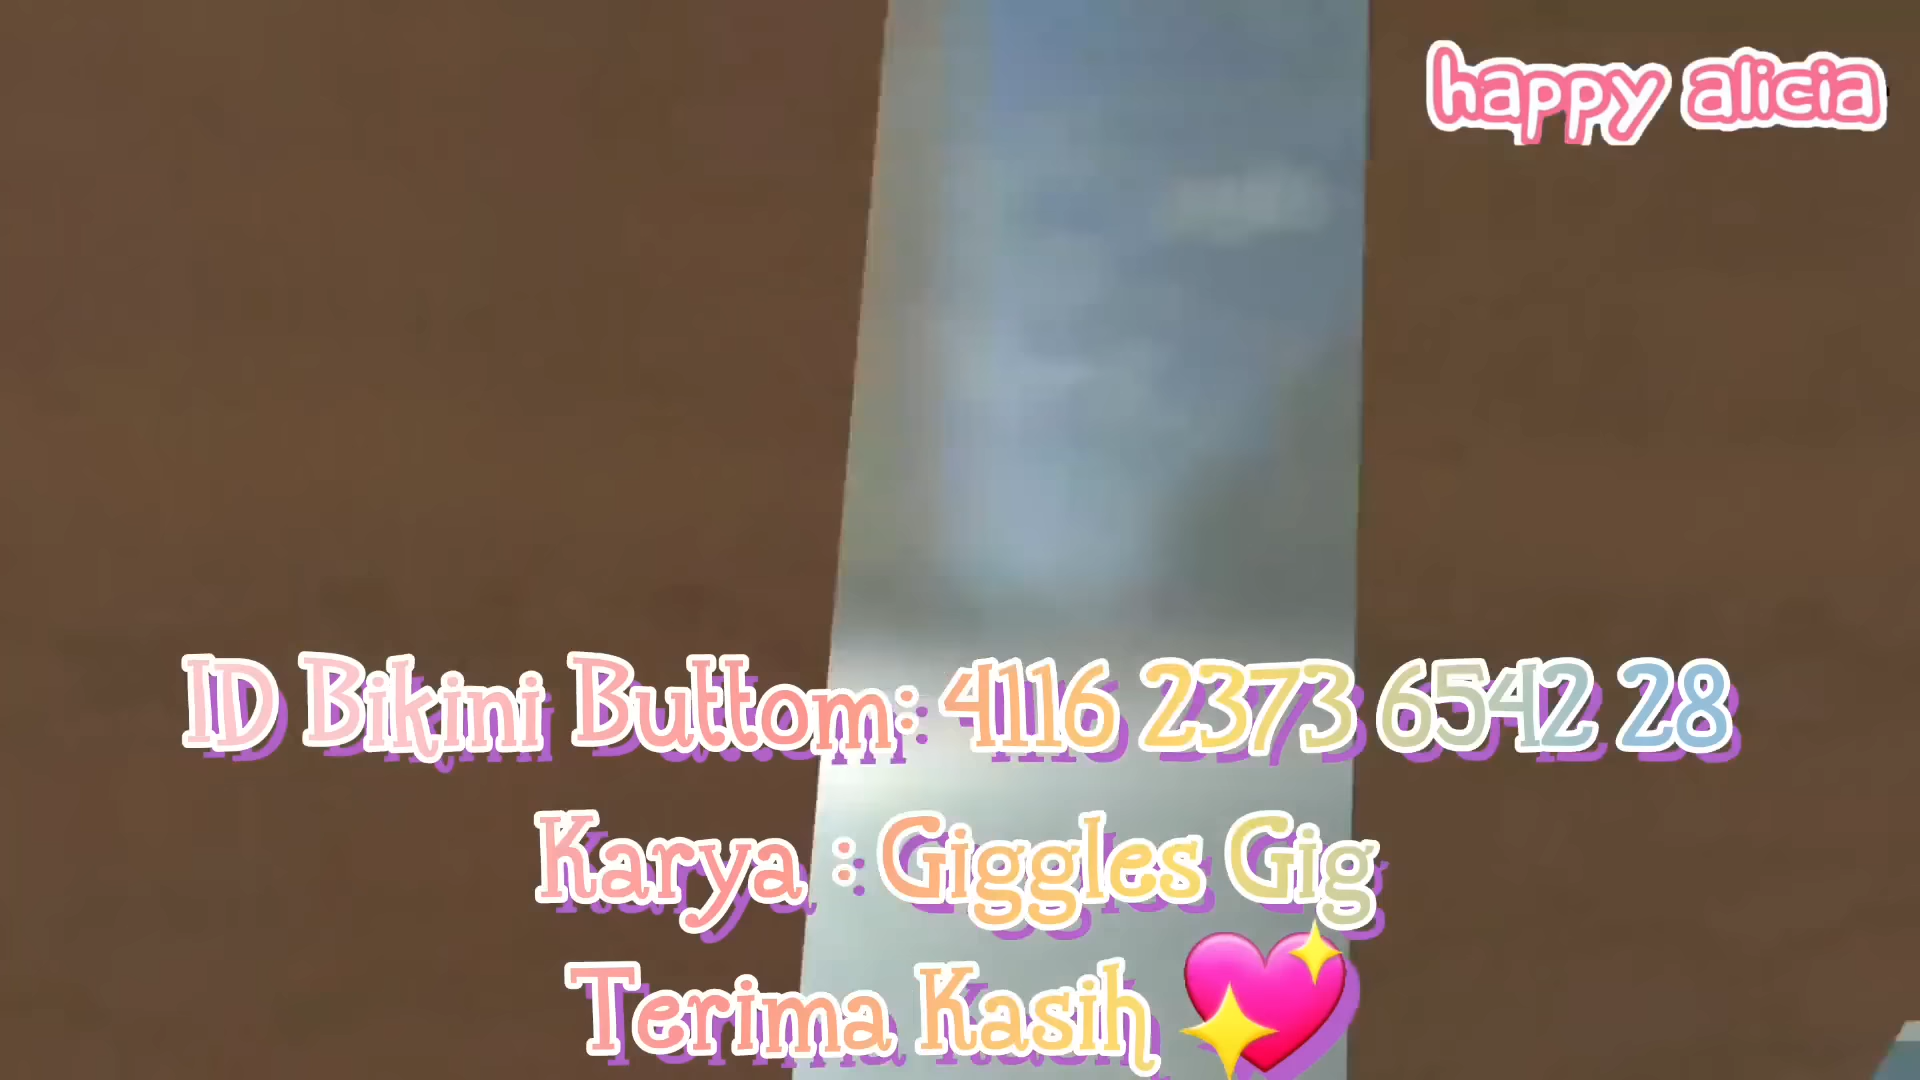 happy alicia
ID Bikini Buttom: 4116 2373 6542 28
Karya : Giggles Gig
Terima Kasih 💖